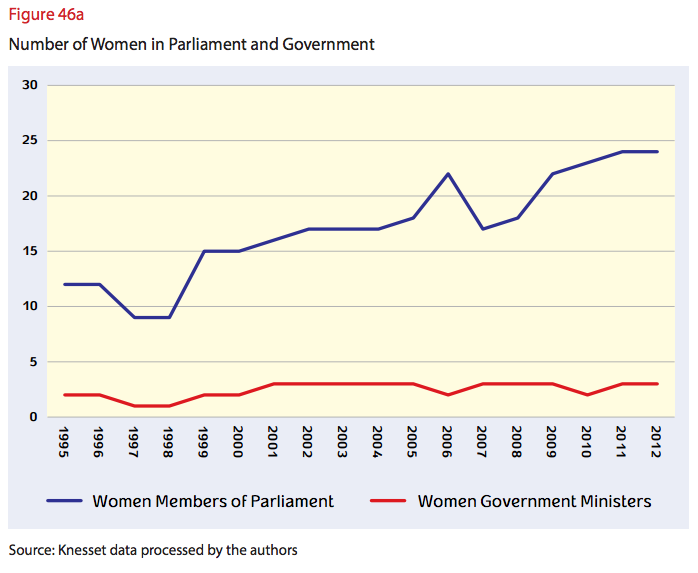 Figure 46a
Number of Women in Parliament and Government
30
25
20
15
10
5
0
1995 1996 1997 1998 1999 2000 2001 2002 2003 2004 2005 2006 2007 2008 2009 2010 2011 2012
Women Members of Parliament Women Government Ministers
Source: Knesset data processed by the authors